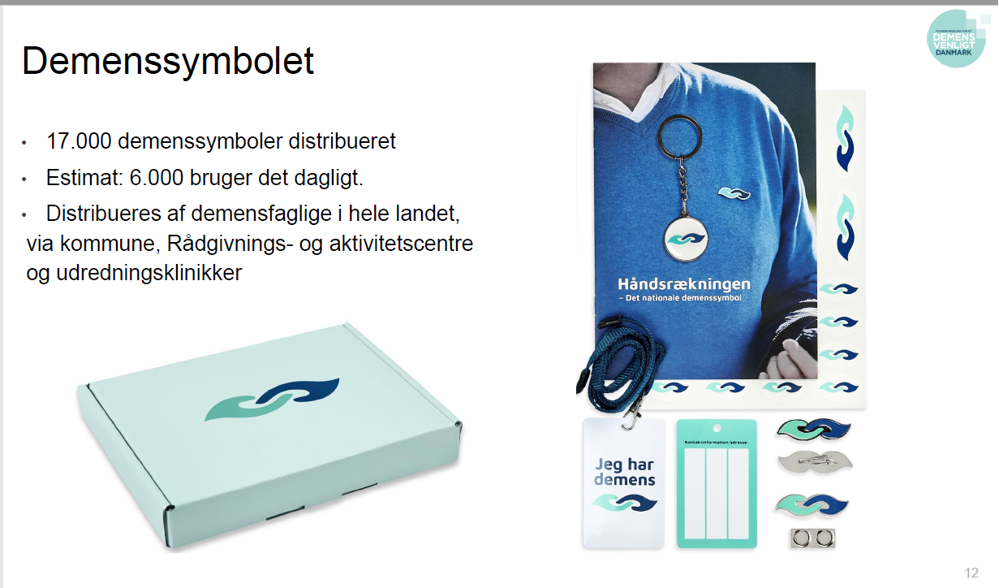 Demenssymbolet
• 17.000 demenssymboler distribueret
• Estimat: 6.000 bruger det dagligt.
• Distribueres af demensfaglige i hele landet,
via kommune, Rådgivnings- og aktivitetscentre
og udredningsklinikker
DEMENS
VENLIGT
DANMARK
Håndsrækningen
– Det nationale demenssymbol
Jeg har
demens
Kontaktinformation/adresse:
12